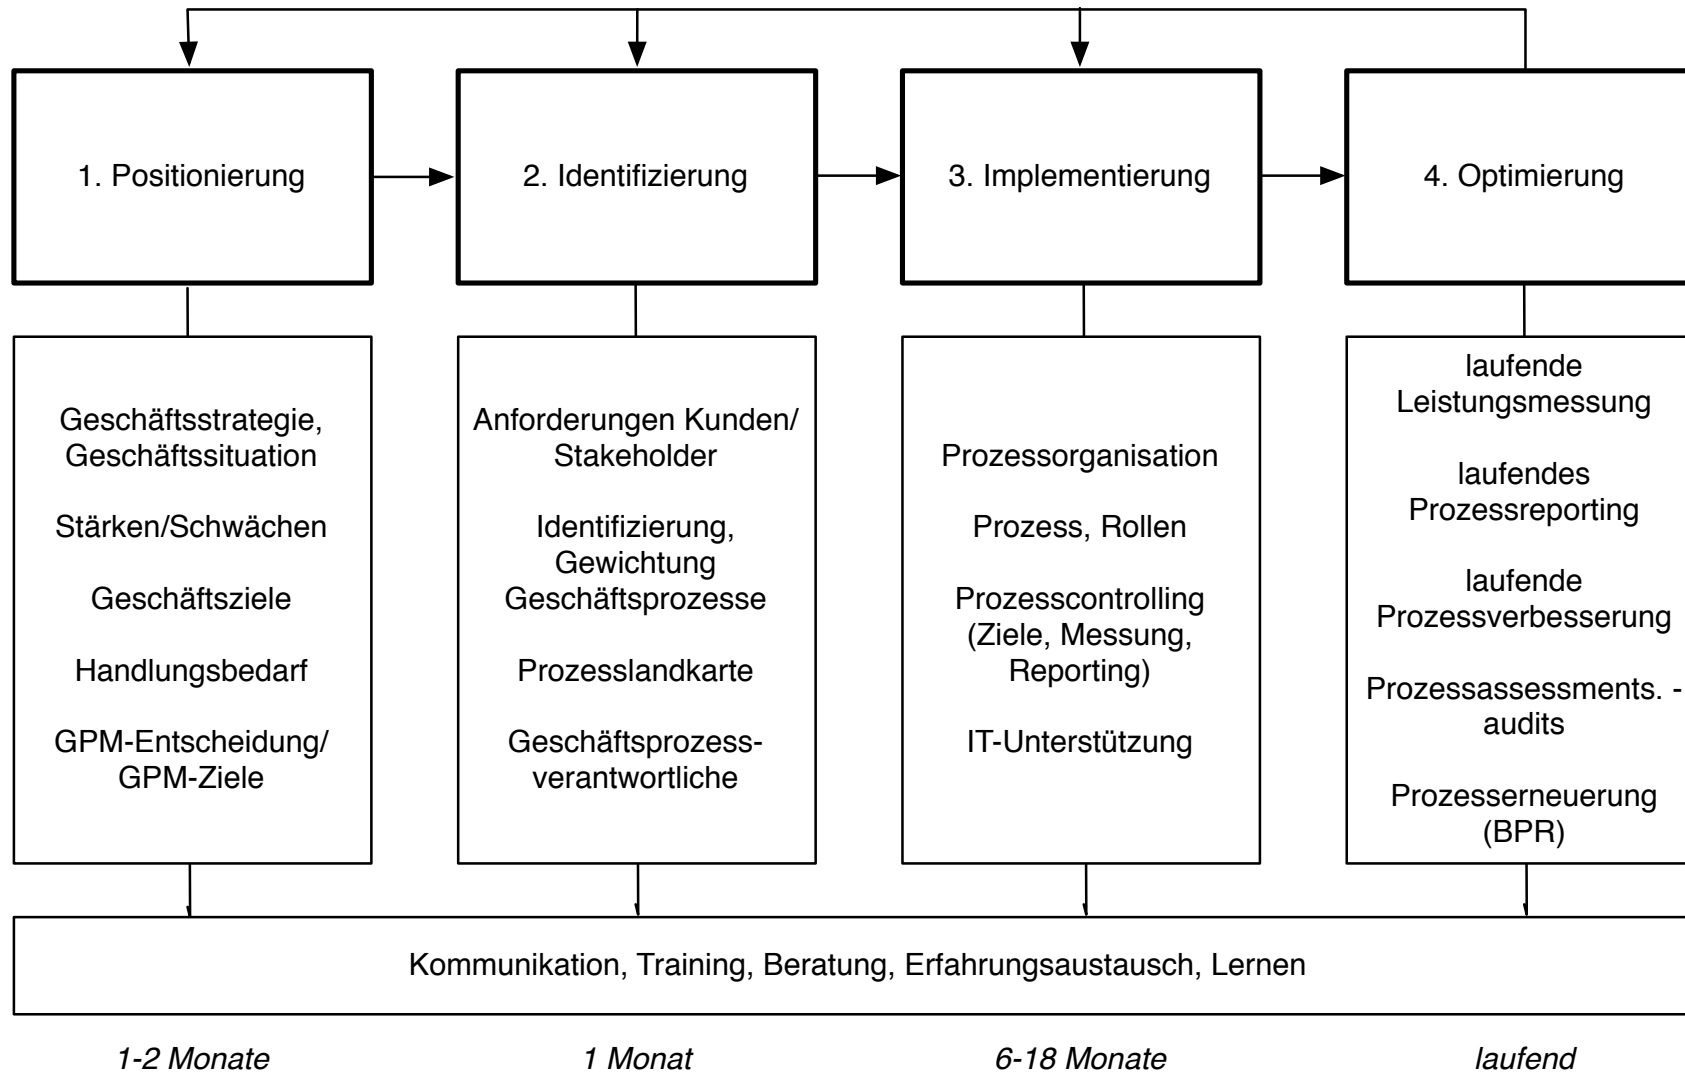 1. Positionierung
2. Identifizierung
3. Implementierung
4. Optimierung
Geschäftsstrategie,
Geschäftssituation
Stärken/Schwächen
Geschäftsziele
Handlungsbedarf
GPM-Entscheidung/
GPM-Ziele
Anforderungen Kunden/
Stakeholder
Identifizierung,
Gewichtung
Geschäftsprozesse
Prozesslandkarte
Geschäftsprozess-
verantwortliche
Prozessorganisation
Prozess, Rollen
Prozesscontrolling
(Ziele, Messung,
Reporting)
IT-Unterstützung
laufende
Leistungsmessung
laufendes
Prozessreporting
laufende
Prozessverbesserung
Prozessassessments. -
audits
Prozesserneuerung
(BPR)
Kommunikation, Training, Beratung, Erfahrungsaustausch, Lernen
1-2 Monate
1 Monat
6-18 Monate
laufend